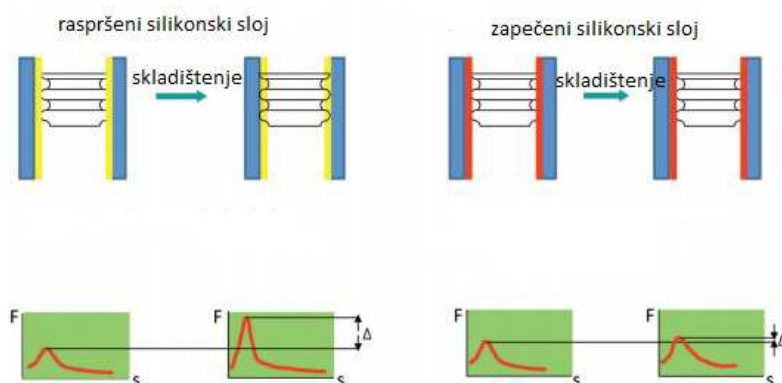 raspršeni silikonski sloj
zapečeni silikonski sloj
skladištenje
skladištenje
F
F
Δ
F
F
Δ
s
s
s
s